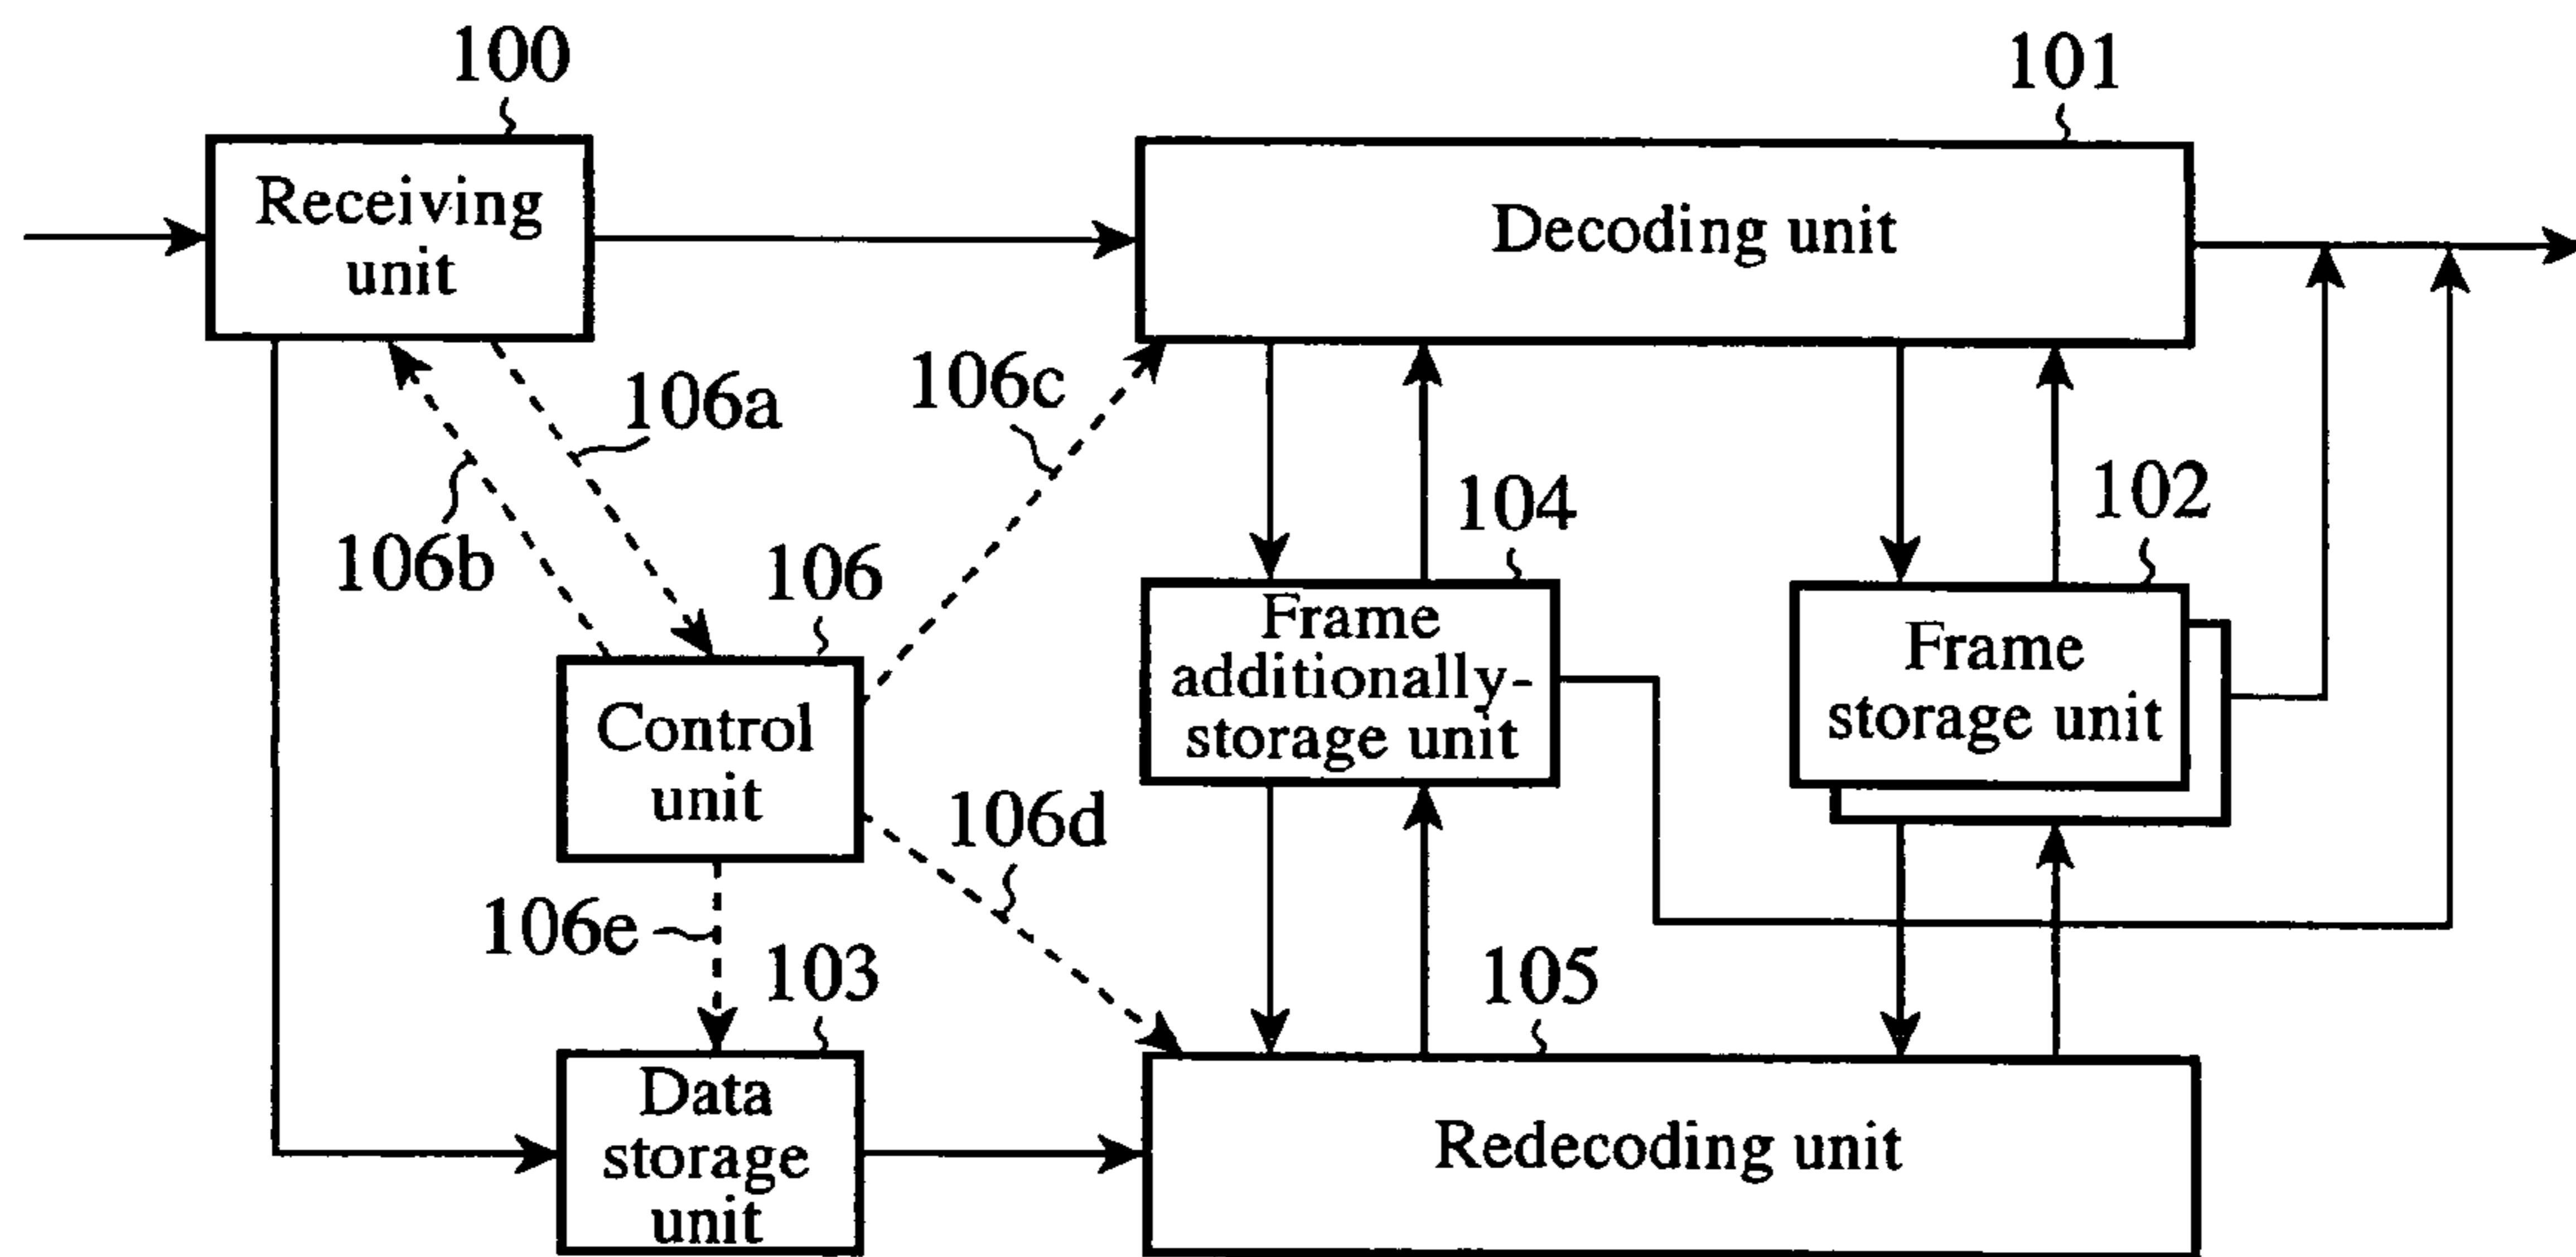 100
101
Receiving
unit
Decoding unit
106a
106c
106b
104
102
106
Frame
additionally-
storage unit
Frame
storage unit
Control
unit
106d
106e
103
105
Data
storage
unit
Redecoding unit